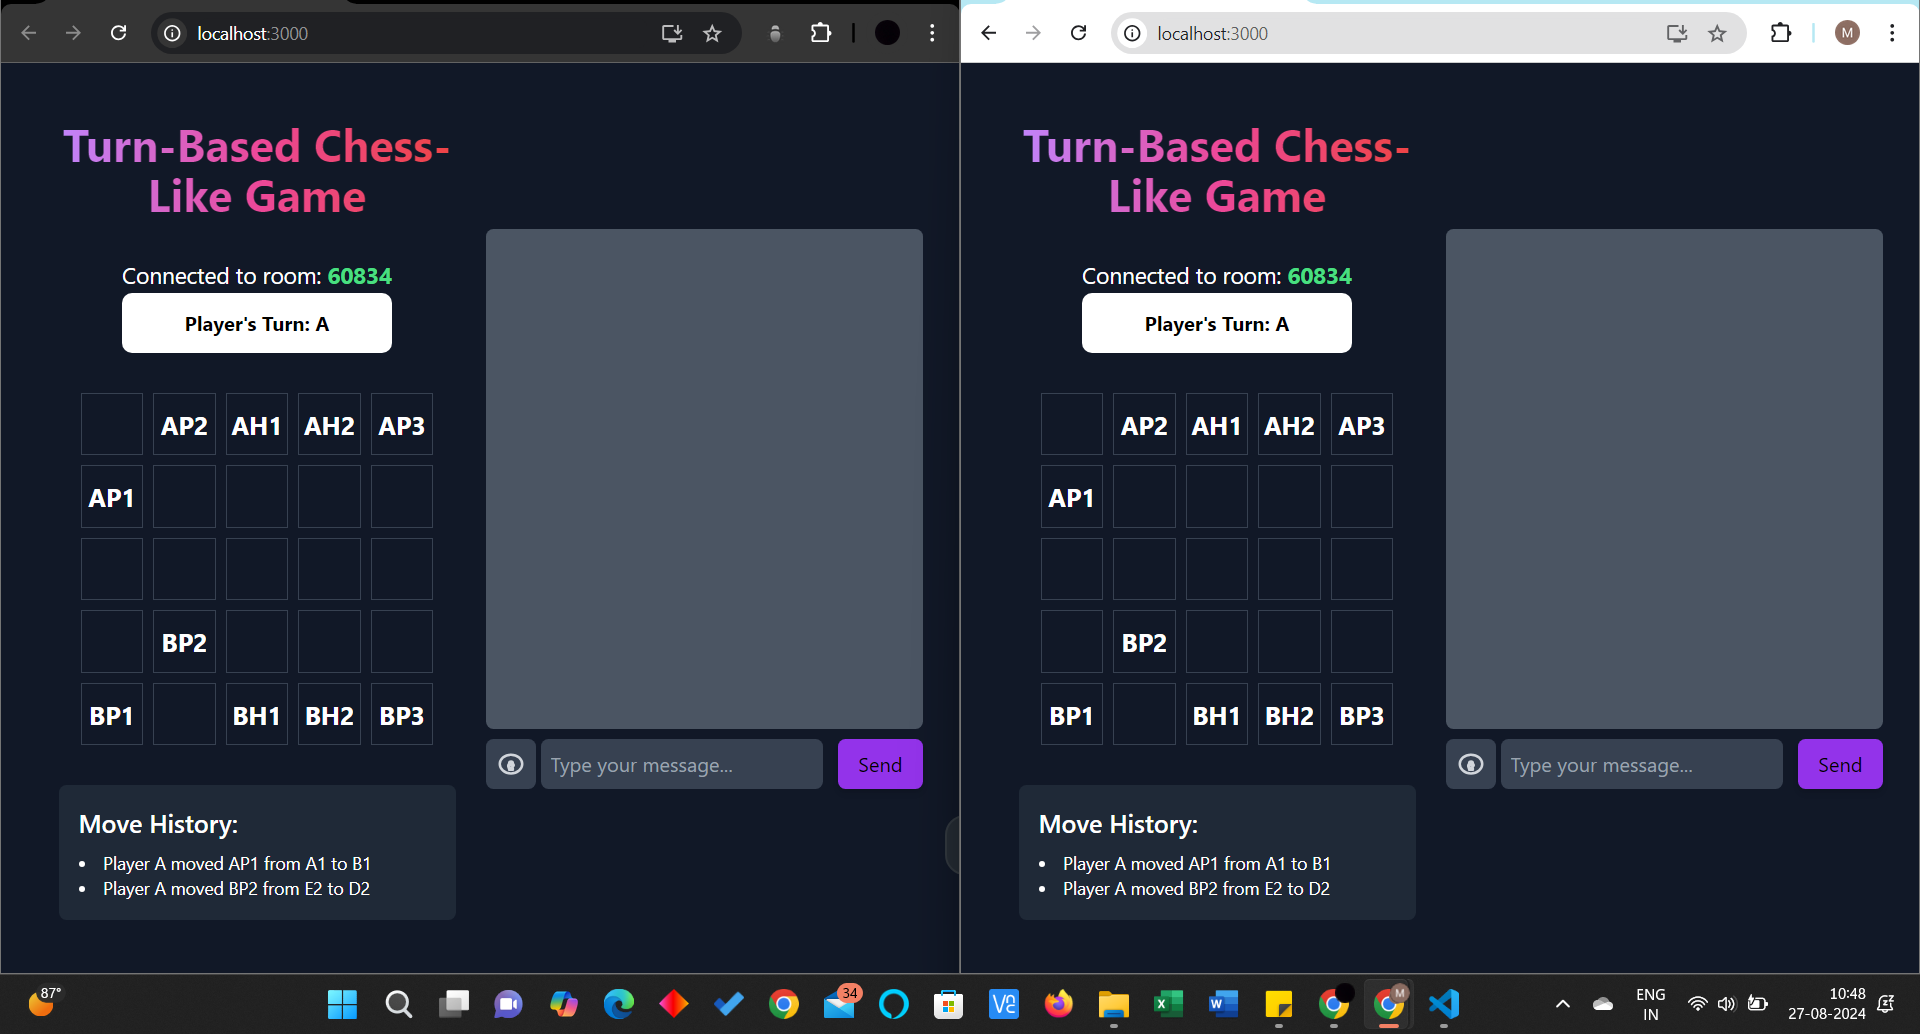 localhost:3000
Turn-Based Chess-
Like Game
Connected to room: 60834
Player's Turn: A
AP2 AH1 AH2 AP3
AP1
BP2
BP1 BH1 BH2 BP3
Type your message...
Send
Move History:
• Player A moved AP1 from A1 to B1
• Player A moved BP2 from E2 to D2
localhost:3000
M
Turn-Based Chess-
Like Game
Connected to room: 60834
Player's Turn: A
AP2 AH1 AH2 AP3
AP1
BP2
BP1 BH1 BH2 BP3
Type your message...
Send
Move History:
• Player A moved AP1 from A1 to B1
• Player A moved BP2 from E2 to D2
87°
34
M
ENG
IN
10:48
27-08-2024